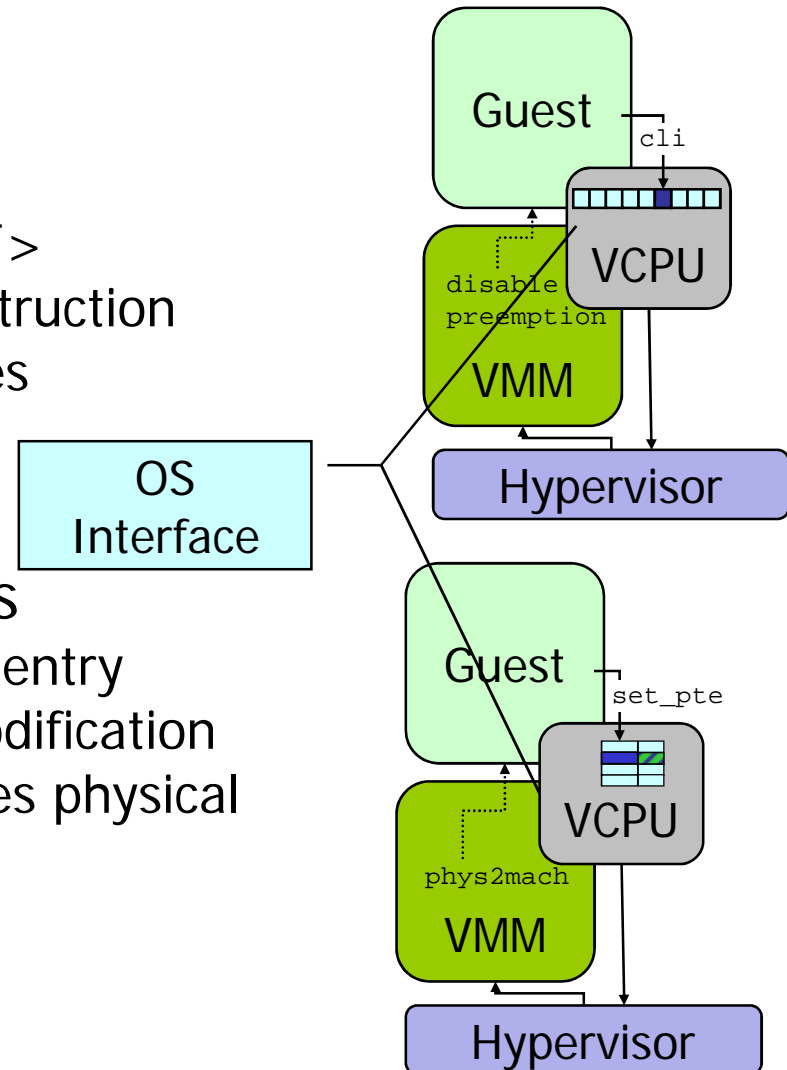 >
struction
es
OS
Interface
s
entry
odification
es physical
Guest
cli
VCPU
disable
preemption
VMM
Hypervisor
Guest
set_pte
VCPU
phys2mach
VMM
Hypervisor